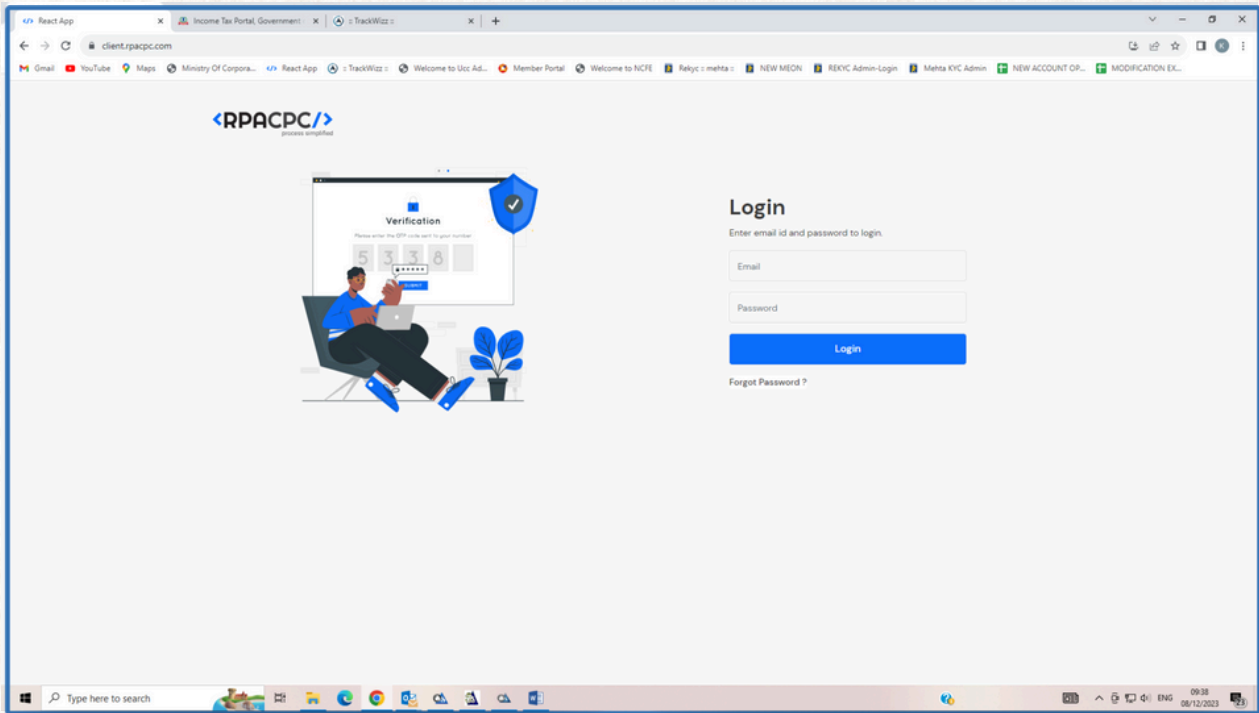 React App
Income Tax Portal, Government
:: TrackWizz ::
client.rpacpc.com
Gmail
YouTube
Maps
Ministry Of Corpora...
React App
:: TrackWizz ::
Welcome to Ucc Ad...
Member Portal
Welcome to NCFE
Rekyc :: mehta ::
NEW MEON
REKYC Admin-Login
Mehta KYC Admin
NEW ACCOUNT OP...
MODIFICATION EX...
<RPACPC/>
process simplified
Verification
Please enter the OTP code sent to your number
5 3 3 8
SUBMIT
Login
Enter email id and password to login.
Email
Password
Login
Forgot Password ?
Type here to search
ENG
09:38
08/12/2023
23